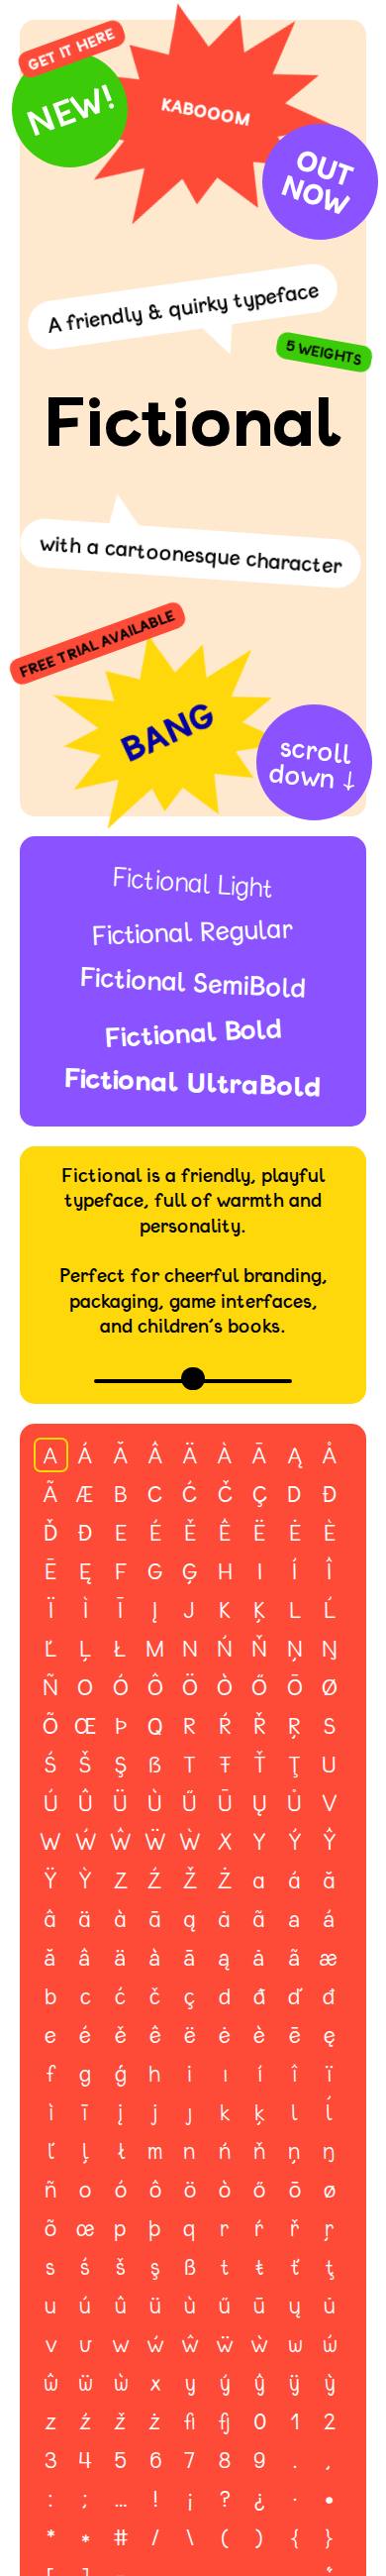 GET IT HERE
NEW!
KABOOOM
OUT
NOW
A friendly & quirky typeface
5 WEIGHTS
Fictional
with a cartoonesque character
FREE TRIAL AVAILABLE
BANG
scroll
down ↓
Fictional Light
Fictional Regular
Fictional SemiBold
Fictional Bold
Fictional UltraBold
Fictional is a friendly, playful
typeface, full of warmth and
personality.
Perfect for cheerful branding,
packaging, game interfaces,
and children’s books.
A Á Ă Â Ä À Ā Ą Å
Ã Æ B C Ć Č Ç D Đ
Ď Đ E É Ě Ê Ë Ė È
Ē Ę F G Ģ H I Í Î
Ï Ì Ī Į J K Ķ L Ĺ
Ľ Ļ Ł M N Ń Ň Ņ Ŋ
Ñ O Ó Ô Ö Ò Ő Ō Ø
Õ Œ Þ Q R Ŕ Ř Ŗ S
Ś Š Ş ß T Ŧ Ť Ţ U
Ú Û Ü Ù Ű Ū Ų Ů V
W Ẃ Ŵ Ẅ Ẁ X Y Ý Ŷ
Ÿ Ỳ Z Ź Ž Ż a á ă
â ä à ā ą å ã a á
ă â ä à ā ą å ã æ
b c ć č ç d đ ď đ
e é ě ê ë ė è ē ę
f g ģ h i ı í î ï
ì ī į j ȷ k ķ l ĺ
ľ ļ ł m n ń ň ņ ŋ
ñ o ó ô ö ò ő ō ø
õ œ p þ q r ŕ ř ŗ
s ś š ş ß t ŧ ť ţ
u ú û ü ù ű ū ų ů
v w ẃ ŵ ẅ ẁ w ẃ
ŵ ẅ ẁ x y ý ŷ ÿ ỳ
z ź ž ż fi fj 0 1 2
3 4 5 6 7 8 9 . ,
: ; … ! ¡ ? ¿ · •
* # / \ ( ) { }
[ ]